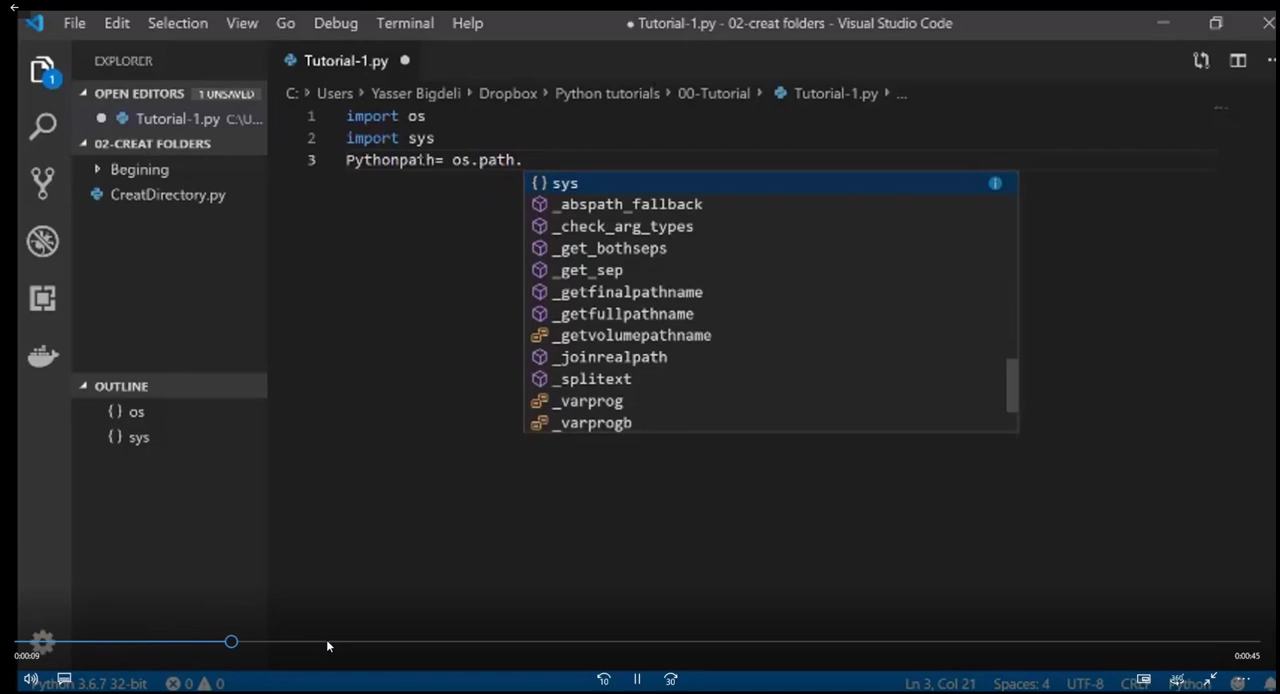 File Edit Selection View Go Debug Terminal Help ● Tutorial-1.py - 02-creat folders - Visual Studio Code
EXPLORER
Tutorial-1.py
OPEN EDITORS 1 UNSAVED
C: > Users > Yasser Bigdeli > Dropbox > Python tutorials > 00-Tutorial > Tutorial-1.py > ...
Tutorial-1.py C:\U...
02-CREAT FOLDERS
Begining
CreatDirectory.py
1 import os
2 import sys
3 Pythonpath= os.path.
{} sys
_abspath_fallback
_check_arg_types
_get_bothseps
_get_sep
_getfinalpathname
_getfullpathname
_getvolumepathname
_joinrealpath
_splitext
_varprog
_varprogb
1
OUTLINE
{} os
{} sys
0:00:09
0:00:45
Python 3.6.7 32-bit 0 0
10
30
Ln 3, Col 21 Spaces: 4 UTF-8 Python